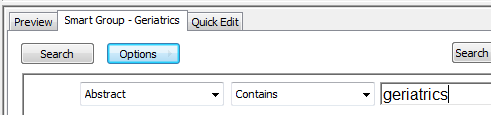 Preview Smart Group - Geriatrics Quick Edit
Search Options Search
Abstract Contains geriatrics